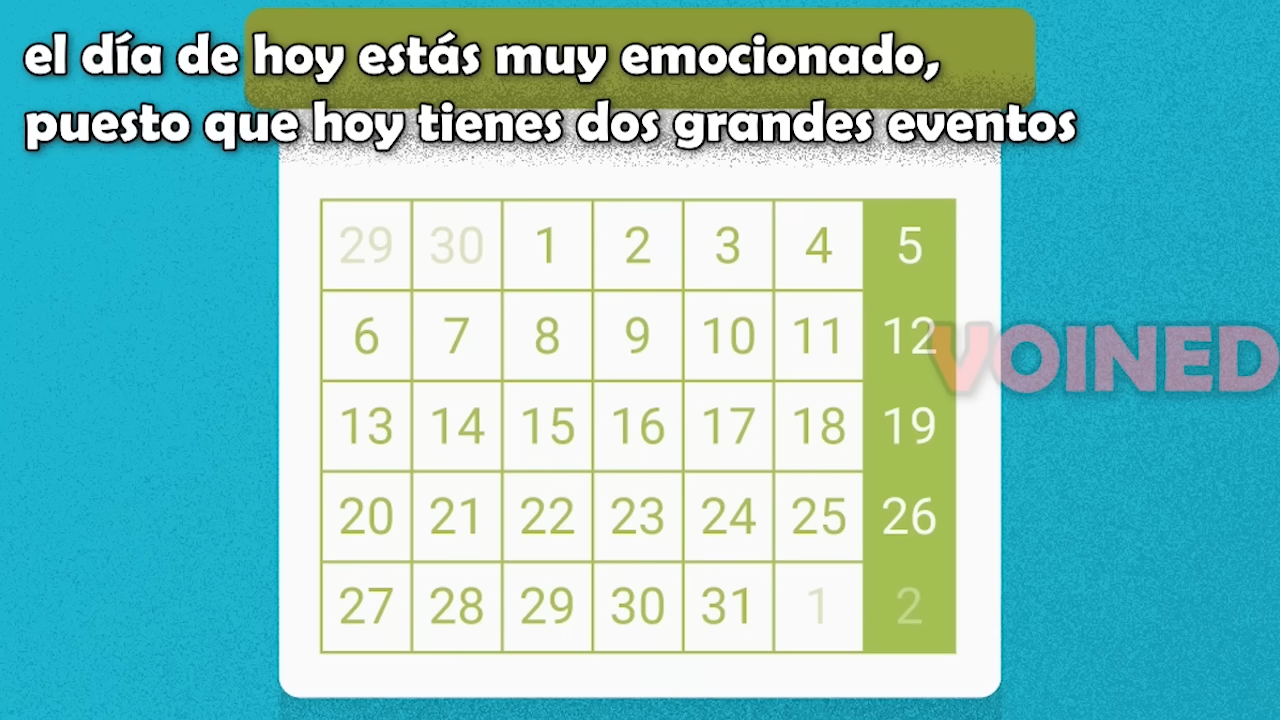 el día de hoy estás muy emocionado,
puesto que hoy tienes dos grandes eventos
29 30 1 2 3 4 5
6 7 8 9 10 11 12
VOINED
13 14 15 16 17 18 19
20 21 22 23 24 25 26
27 28 29 30 31 1 2